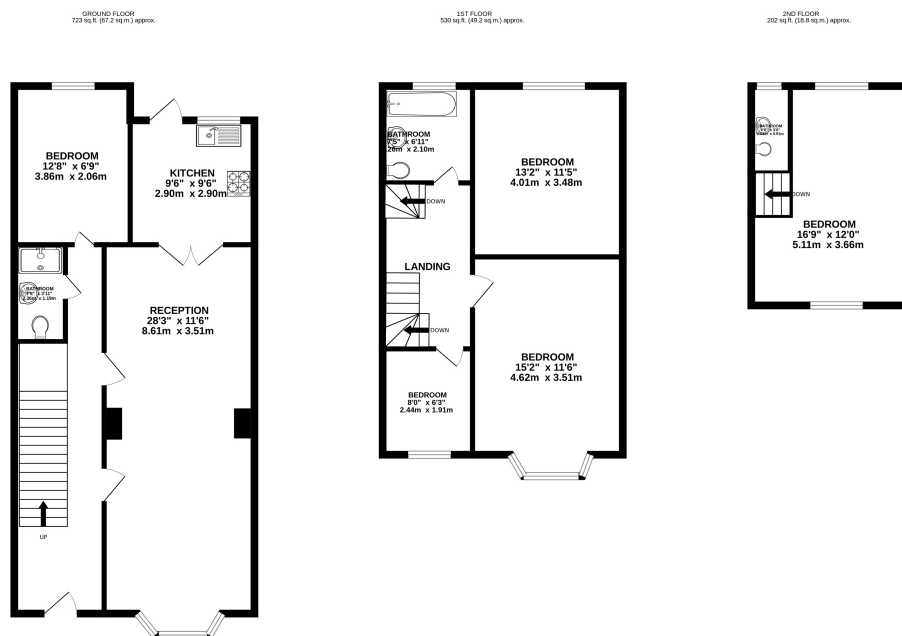 GROUND FLOOR
723 sq.ft. (67.2 sq.m.) approx.
BEDROOM
12'8" x 6'9"
3.86m x 2.06m
KITCHEN
9'6" x 9'6"
2.90m x 2.90m
BATHROOM
RECEPTION
28'3" x 11'6"
8.61m x 3.51m
UP
1ST FLOOR
530 sq.ft. (49.2 sq.m.) approx.
BATHROOM
7'5" x 6'11"
x 2.10m
BEDROOM
13'2" x 11'5"
4.01m x 3.48m
DOWN
LANDING
DOWN
BEDROOM
15'2" x 11'6"
4.62m x 3.51m
BEDROOM
8'0" x 6'3"
2.44m x 1.91m
2ND FLOOR
202 sq.ft. (18.8 sq.m.) approx.
BATHROOM
DOWN
BEDROOM
16'9" x 12'0"
5.11m x 3.66m